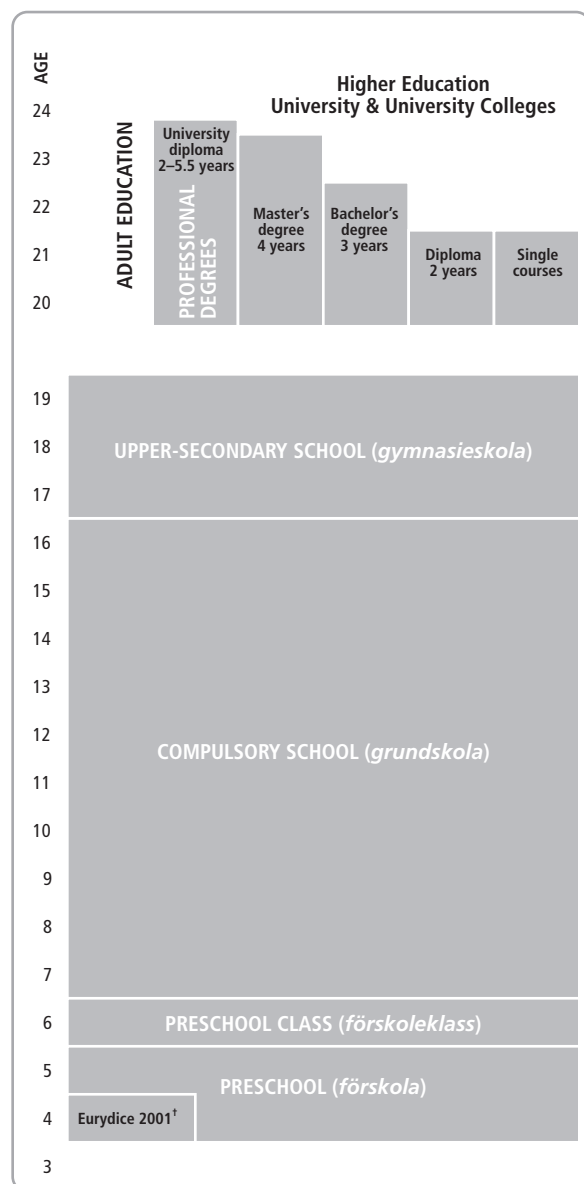 AGE
24
23
22
21
20
19
18
17
16
15
14
13
12
11
10
9
8
7
6
5
4
3
Higher Education
University & University Colleges
ADULT EDUCATION
University
diploma
2–5.5 years
PROFESSIONAL
DEGREES
Master's
degree
4 years
Bachelor's
degree
3 years
Diploma
2 years
Single
courses
UPPER-SECONDARY SCHOOL (gymnasieskola)
COMPULSORY SCHOOL (grundskola)
PRESCHOOL CLASS (förskoleklass)
PRESCHOOL (förskola)
Eurydice 2001†